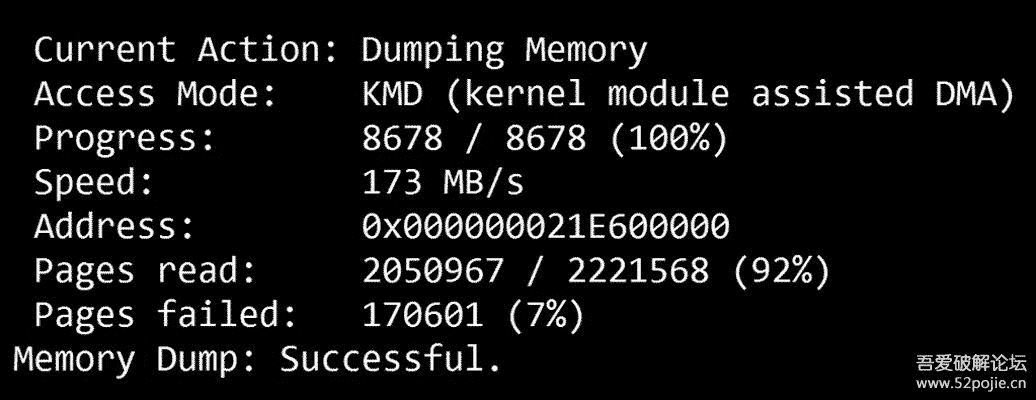 Current Action: Dumping Memory
Access Mode: KMD (kernel module assisted DMA)
Progress: 8678 / 8678 (100%)
Speed: 173 MB/s
Address: 0x000000021E600000
Pages read: 2050967 / 2221568 (92%)
Pages failed: 170601 (7%)
Memory Dump: Successful.
吾爱破解论坛
www.52pojie.cn